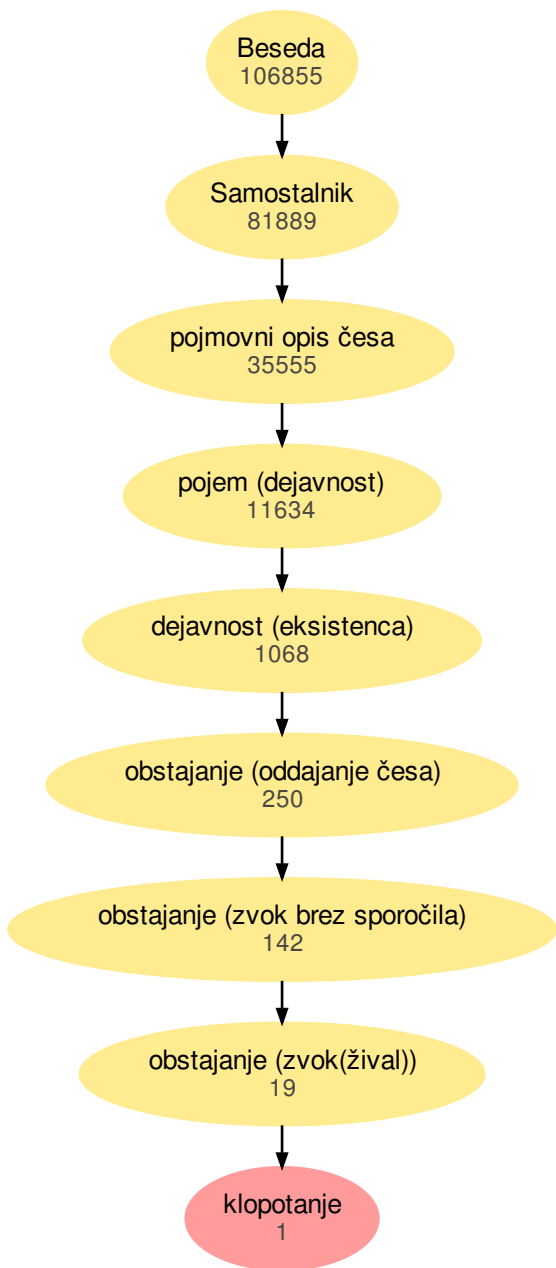 Beseda
106855
Samostalnik
81889
pojmovni opis česa
35555
pojem (dejavnost)
11634
dejavnost (eksistenca)
1068
obstajanje (oddajanje česa)
250
obstajanje (zvok brez sporočila)
142
obstajanje (zvok(žival))
19
klopotanje
1